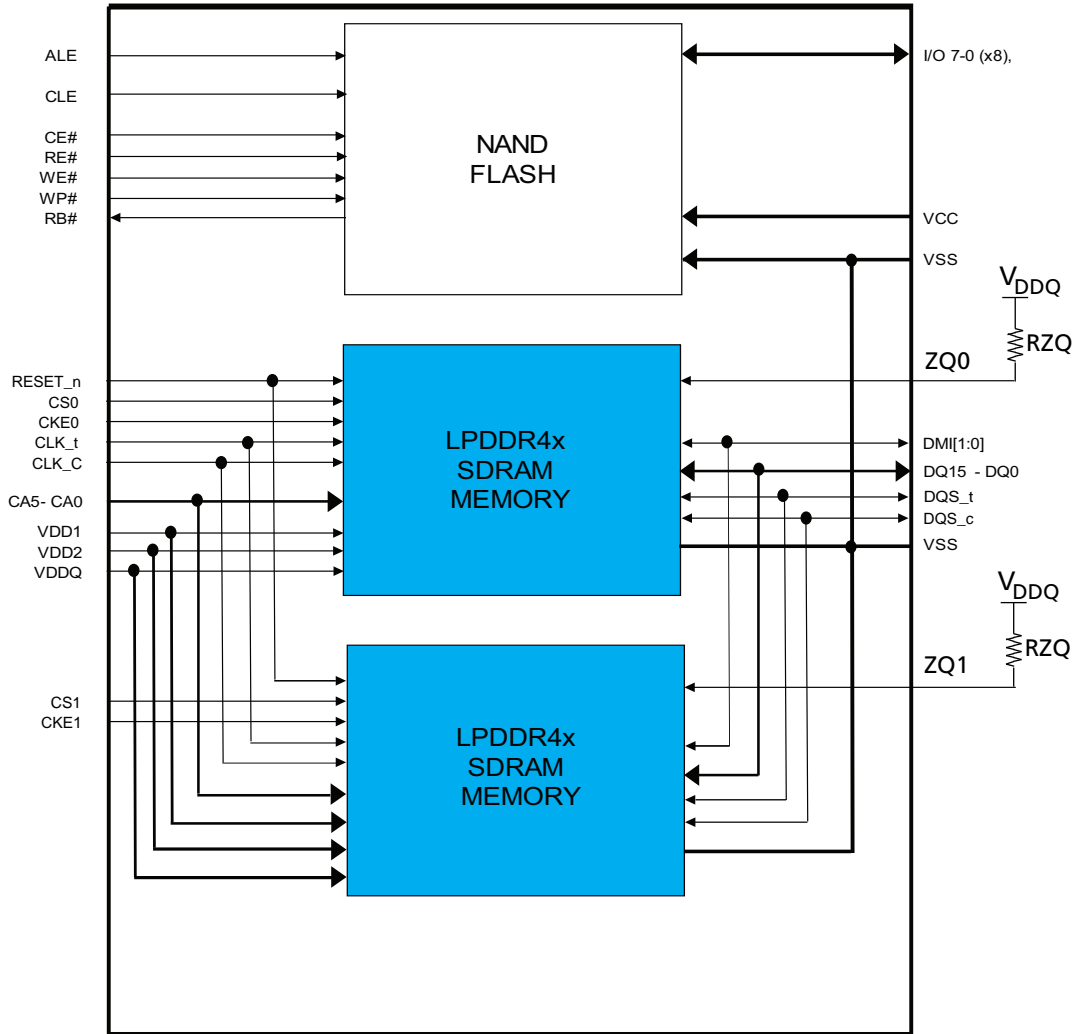 ALE
CLE
CE#
RE#
WE#
WP#
RB#
NAND
FLASH
I/O 7-0 (x8),
VCC
VSS
VDDQ
RZQ
ZQ0
RESET_n
CS0
CKE0
CLK_t
CLK_C
CA5- CA0
VDD1
VDD2
VDDQ
LPDDR4x
SDRAM
MEMORY
DMI[1:0]
DQ15 - DQ0
DQS_t
DQS_c
VSS
VDDQ
RZQ
ZQ1
CS1
CKE1
LPDDR4x
SDRAM
MEMORY